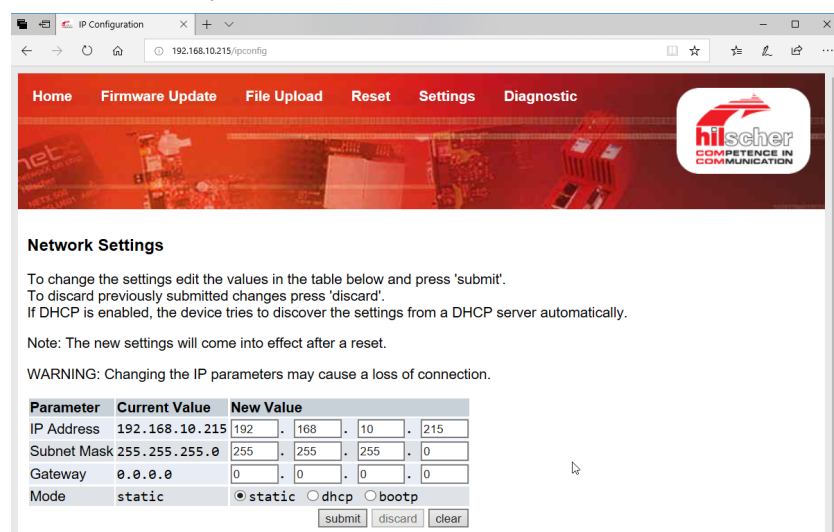 IP Configuration
192.168.10.215/ipconfig
Home Firmware Update File Upload Reset Settings Diagnostic
hilscher
COMPETENCE IN
COMMUNICATION
Network Settings
To change the settings edit the values in the table below and press 'submit'.
To discard previously submitted changes press 'discard'.
If DHCP is enabled, the device tries to discover the settings from a DHCP server automatically.
Note: The new settings will come into effect after a reset.
WARNING: Changing the IP parameters may cause a loss of connection.
Parameter Current Value New Value
IP Address 192.168.10.215 192 . 168 . 10 . 215
Subnet Mask 255.255.255.0 255 . 255 . 255 . 0
Gateway 0.0.0.0 0 . 0 . 0 . 0
Mode static static dhcp bootp
submit discard clear